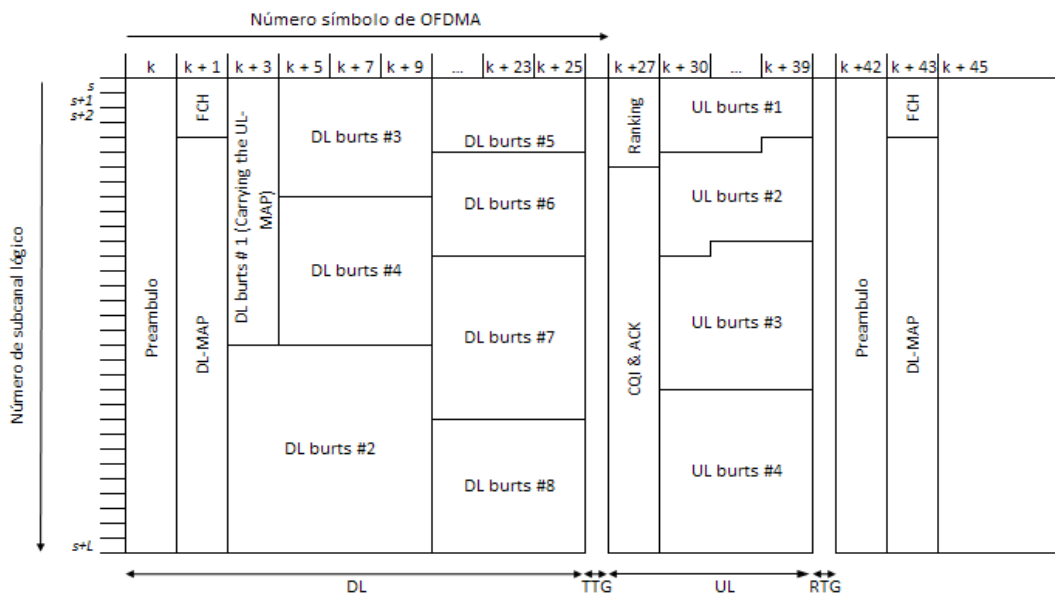 Número símbolo de OFDMA
k
k + 1
k + 3
k + 5
k + 7
k + 9
...
k + 23
k + 25
k +27
k + 30
...
k + 39
k +42
k + 43
k + 45
s
s+1
s+2
s+L
Número de subcanal lógico
Preambulo
FCH
DL-MAP
DL burts # 1 (Carrying the UL-
MAP)
DL burts #3
DL burts #4
DL burts #2
DL burts #5
DL burts #6
DL burts #7
DL burts #8
Ranking
CQI & ACK
UL burts #1
UL burts #2
UL burts #3
UL burts #4
Preambulo
FCH
DL-MAP
DL
TTG
UL
RTG